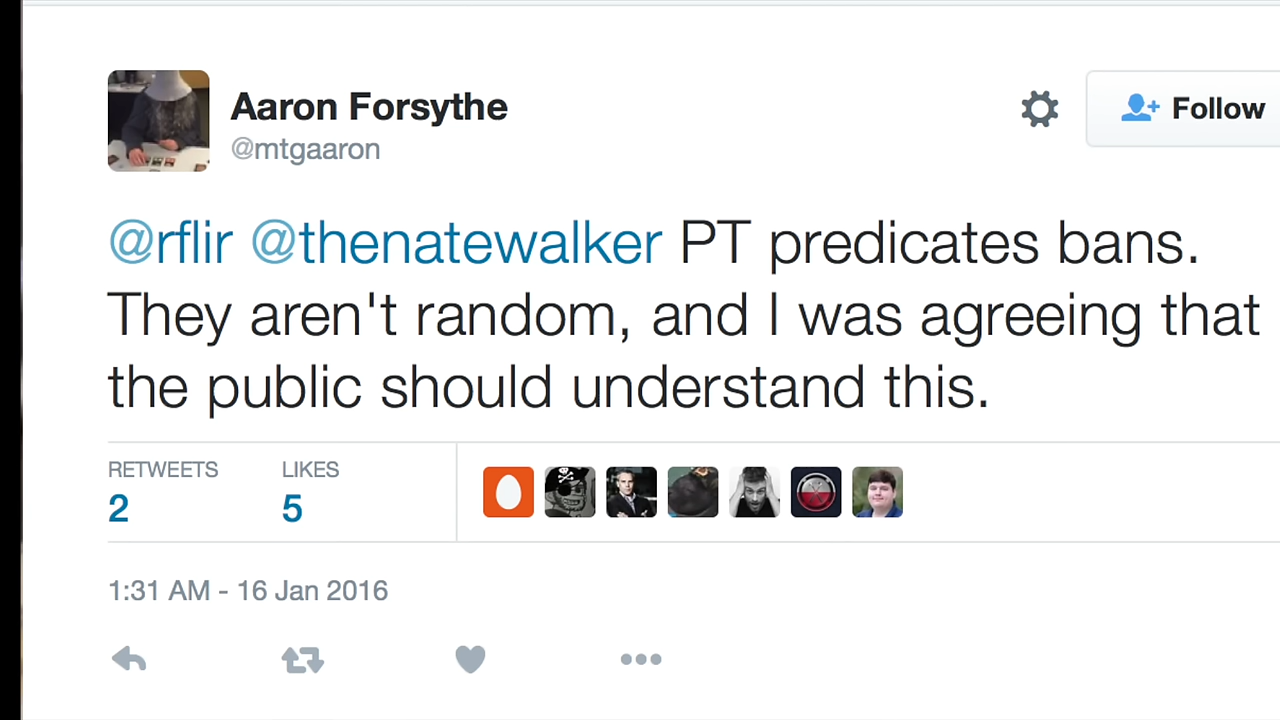 Aaron Forsythe
@mtgaaron
Follow
@rflir @thenatewalker PT predicates bans.
They aren't random, and I was agreeing that
the public should understand this.
RETWEETS LIKES
2 5
1:31 AM - 16 Jan 2016